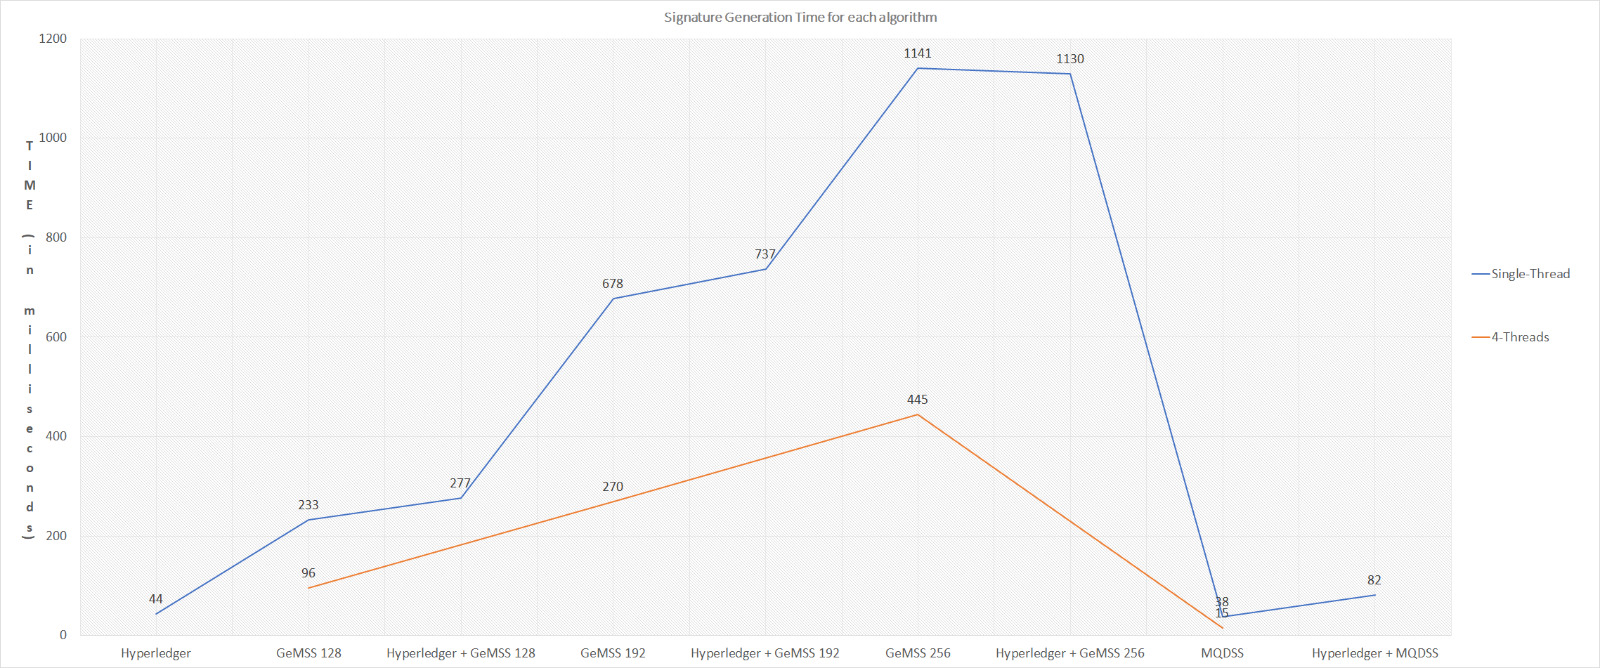 Signature Generation Time for each algorithm
1200
1000
800
600
400
200
0
TIME (in milliseconds)
44
233
277
678
737
1141
1130
38
82
96
270
445
15
Hyperledger
GeMSS 128
Hyperledger + GeMSS 128
GeMSS 192
Hyperledger + GeMSS 192
GeMSS 256
Hyperledger + GeMSS 256
MQDSS
Hyperledger + MQDSS
Single-Thread
4-Threads